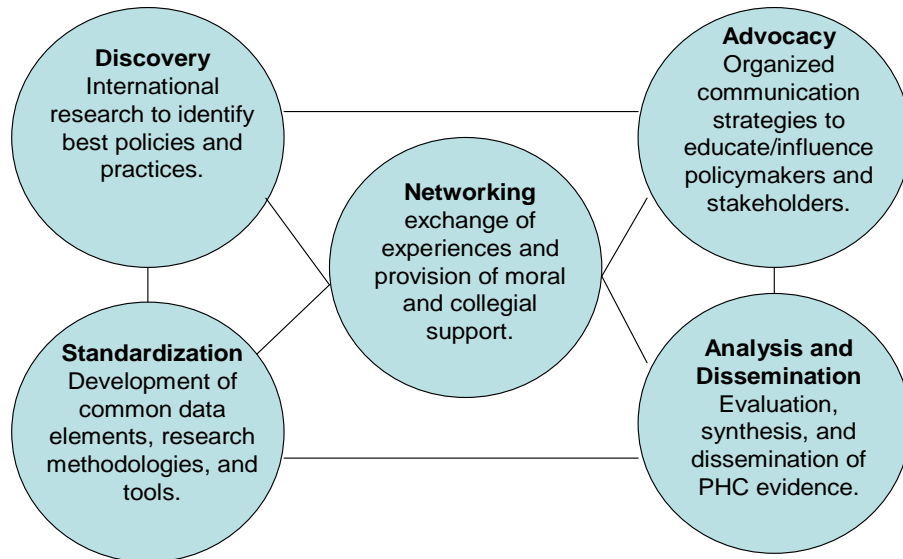 Discovery
International
research to identify
best policies and
practices.
Advocacy
Organized
communication
strategies to
educate/influence
policymakers and
stakeholders.
Networking
exchange of
experiences and
provision of moral
and collegial
support.
Standardization
Development of
common data
elements, research
methodologies, and
tools.
Analysis and
Dissemination
Evaluation,
synthesis, and
dissemination of
PHC evidence.